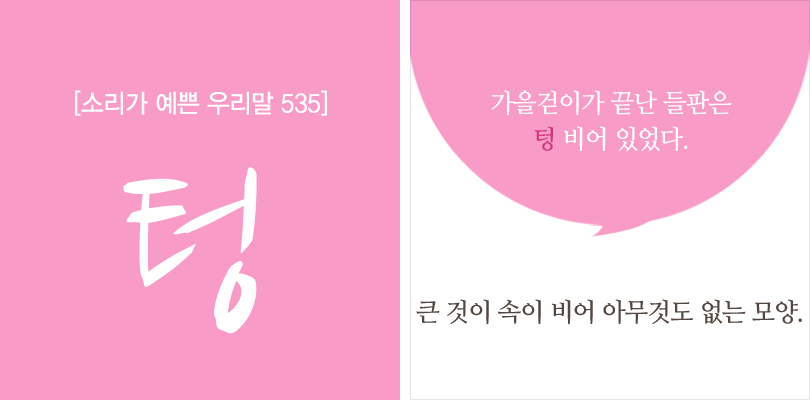 [소리가 예쁜 우리말 535]
텅
가을걷이가 끝난 들판은
텅 비어 있었다.
큰 것이 속이 비어 아무것도 없는 모양.